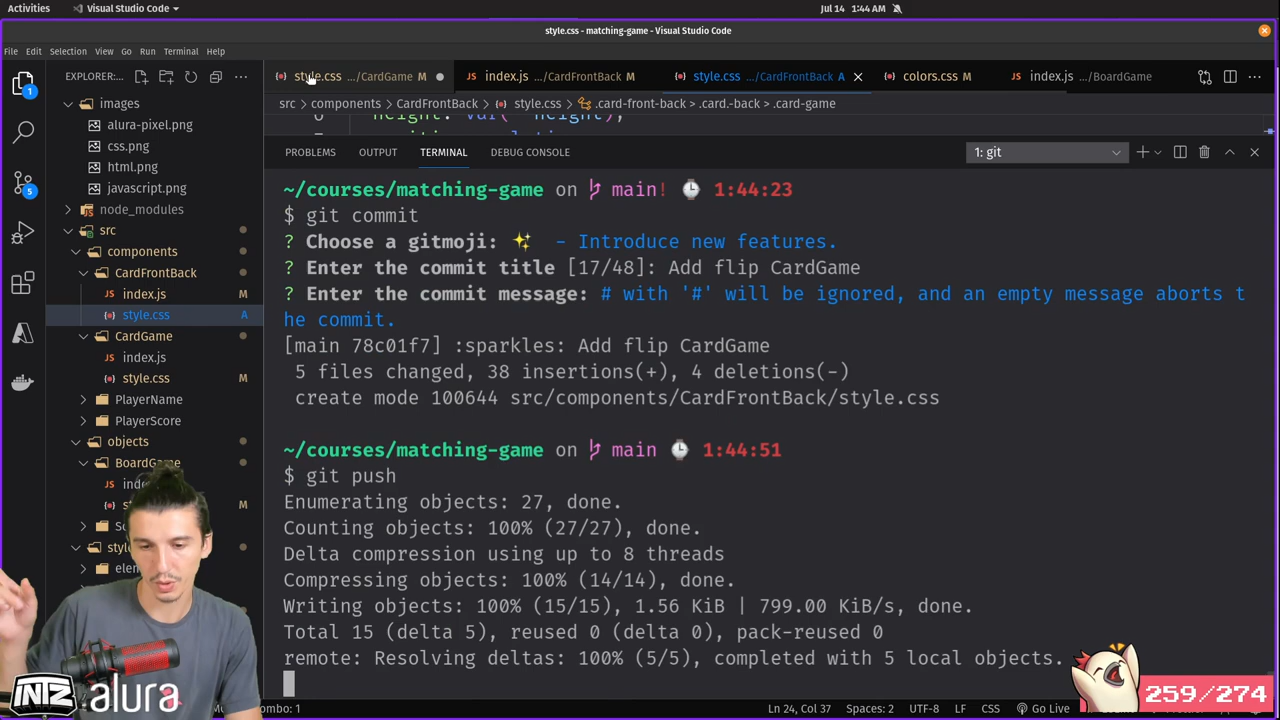 Activities
Visual Studio Code
Jul 14 1:44 AM
style.css - matching-game - Visual Studio Code
File Edit Selection View Go Run Terminal Help
EXPLORER: ...
style.css .../CardGame M
index.js .../CardFrontBack M
style.css .../CardFrontBack A
colors.css M
index.js .../BoardGame
src > components > CardFrontBack > style.css > .card-front-back > .card-back > .card-game
images
alura-pixel.png
css.png
html.png
javascript.png
node_modules
src
components
CardFrontBack
index.js M
style.css A
CardGame
index.js
style.css M
PlayerName
PlayerScore
objects
BoardGame
M
1
5
PROBLEMS OUTPUT TERMINAL DEBUG CONSOLE
1: git
~/courses/matching-game on main! 1:44:23
$ git commit
? Choose a gitmoji: ✨ - Introduce new features.
? Enter the commit title [17/48]: Add flip CardGame
? Enter the commit message: # with '#' will be ignored, and an empty message aborts t
he commit.
[main 78c01f7] :sparkles: Add flip CardGame
5 files changed, 38 insertions(+), 4 deletions(-)
create mode 100644 src/components/CardFrontBack/style.css
~/courses/matching-game on main 1:44:51
$ git push
Enumerating objects: 27, done.
Counting objects: 100% (27/27), done.
Delta compression using up to 8 threads
Compressing objects: 100% (14/14), done.
Writing objects: 100% (15/15), 1.56 KiB | 799.00 KiB/s, done.
Total 15 (delta 5), reused 0 (delta 0), pack-reused 0
remote: Resolving deltas: 100% (5/5), completed with 5 local objects.
alura
259/274
ombo: 1
Ln 24, Col 37 Spaces: 2 UTF-8 LF CSS Go Live